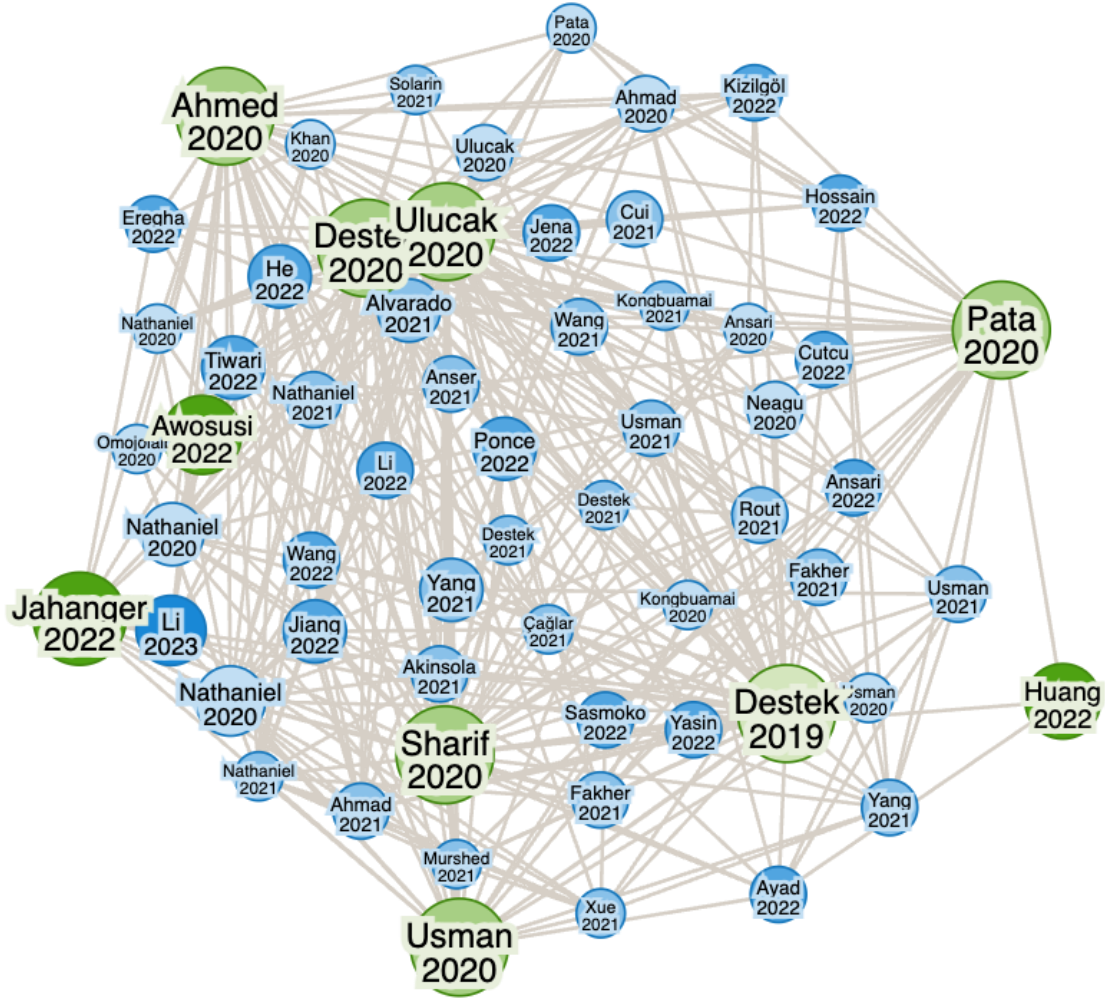 Pata
2020
Solarin
2021
Ahmad
2020
Kizilgöl
2022
Ahmed
2020
Khan
2020
Ulucak
2020
Hossain
2022
Eregha
2022
Ulucak
2020
Deste
2020
Jena
2022
Cui
2021
He
2022
Alvarado
2021
Nathaniel
2020
Wang
2021
Kongbuamai
2021
Ansari
2020
Pata
2020
Cutcu
2022
Tiwari
2022
Nathaniel
2021
Anser
2021
Neagu
2020
Awosusi
2022
2020
Usman
2021
Ponce
2022
Li
2022
Ansari
2022
Destek
2021
Rout
2021
Nathaniel
2020
Destek
2021
Wang
2022
Yang
2021
Fakher
2021
Kongbuamai
2020
Usman
2021
Jahanger
2022
Li
2023
Jiang
2022
Çağlar
2021
Akinsola
2021
Nathaniel
2020
Destek
2019
Usman
2020
Huang
2022
Sasmoko
2022
Yasin
2022
Sharif
2020
Nathaniel
2021
Ahmad
2021
Fakher
2021
Yang
2021
Murshed
2021
Ayad
2022
Xue
2021
Usman
2020